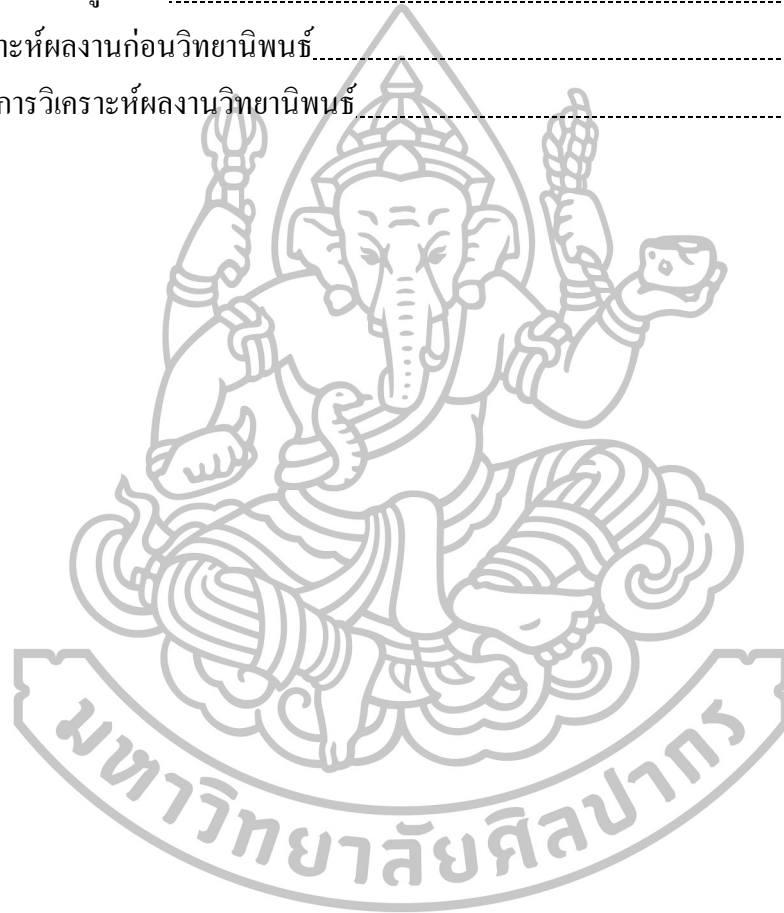 าะห์ผลงานก่อนวิทยานิพนธ์
การวิเคราะห์ผลงานวิทยานิพนธ์
มหาวิทยาลัยศิลปากร